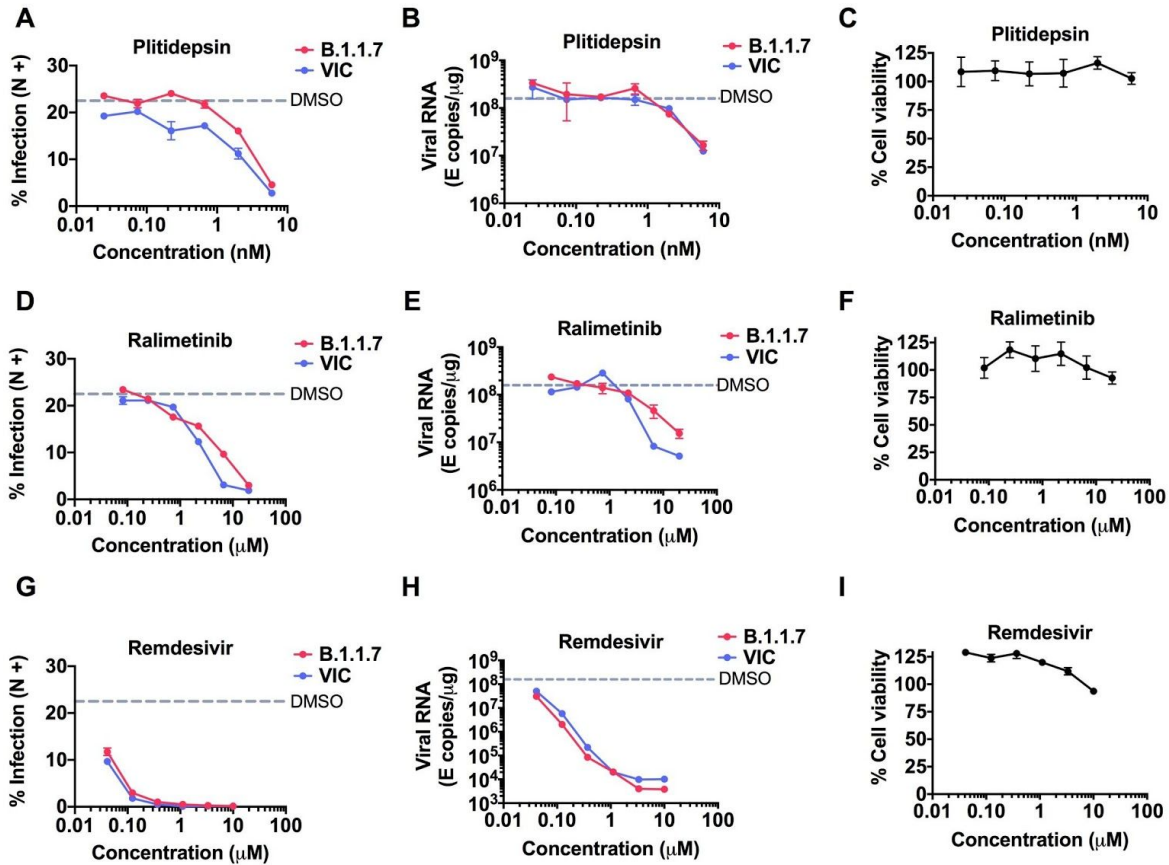 A
Plitidepsin
B.1.1.7
VIC
% Infection (N +)
30
20
10
0
DMSO
0.01
0.10
1
10
Concentration (nM)
B
Plitidepsin
B.1.1.7
VIC
Viral RNA
(E copies/μg)
10⁹
10⁸
10⁷
10⁶
DMSO
0.01
0.10
1
10
Concentration (nM)
C
Plitidepsin
% Cell viability
125
100
75
50
25
0
0.01
0.10
1
10
Concentration (nM)
D
Ralimetinib
B.1.1.7
VIC
% Infection (N +)
30
20
10
0
DMSO
0.01
0.10
1
10
100
Concentration (μM)
E
Ralimetinib
B.1.1.7
VIC
Viral RNA
(E copies/μg)
10⁹
10⁸
10⁷
10⁶
DMSO
0.01
0.10
1
10
100
Concentration (μM)
F
Ralimetinib
% Cell viability
125
100
75
50
25
0
0.01
0.10
1
10
100
Concentration (μM)
G
Remdesivir
B.1.1.7
VIC
% Infection (N +)
30
20
10
0
DMSO
0.01
0.10
1
10
100
Concentration (μM)
H
Remdesivir
B.1.1.7
VIC
Viral RNA
(E copies/μg)
10⁹
10⁸
10⁷
10⁶
10⁵
10⁴
10³
DMSO
0.01
0.10
1
10
100
Concentration (μM)
I
Remdesivir
% Cell viability
125
100
75
50
25
0
0.01
0.10
1
10
100
Concentration (μM)